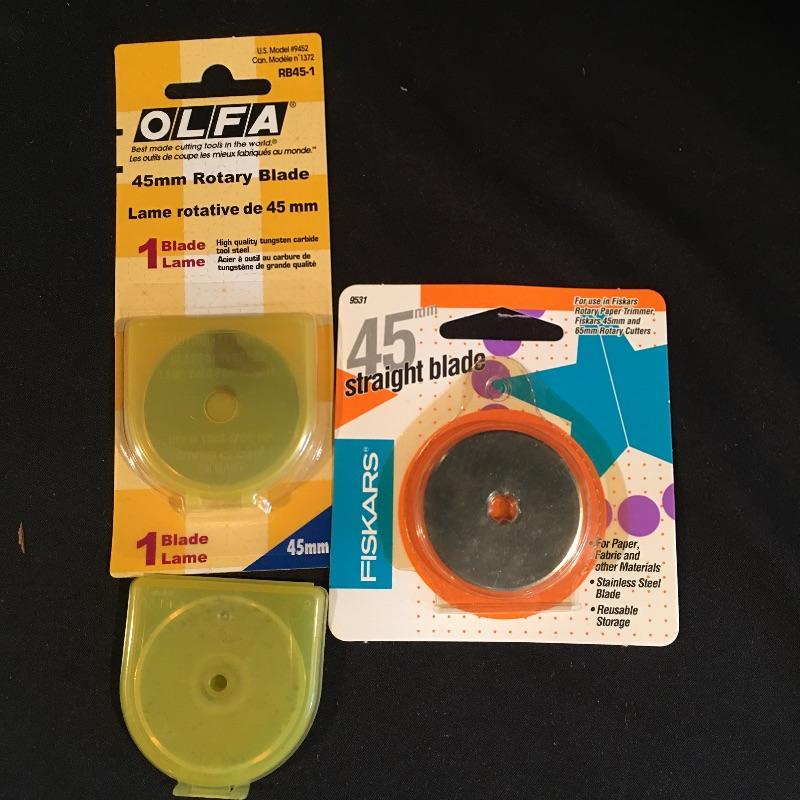 U.S. Model #9452
Can. Modèle n°1372
RB45-1
OLFA®
Best made cutting tools in the world.®
Les outils de coupe les mieux fabriqués au monde.™
45mm Rotary Blade
Lame rotative de 45 mm
1 Blade
Lame
High quality tungsten carbide
tool steel
Acier à outil au carbure de
tungstène de grande qualité
1 Blade
Lame
45mm
9531
45mm
straight blade
For use in Fiskars
Rotary Paper Trimmer,
Fiskars 45mm and
65mm Rotary Cutters
FISKARS®
• For Paper,
Fabric and
other Materials
• Stainless Steel
Blade
• Reusable
Storage